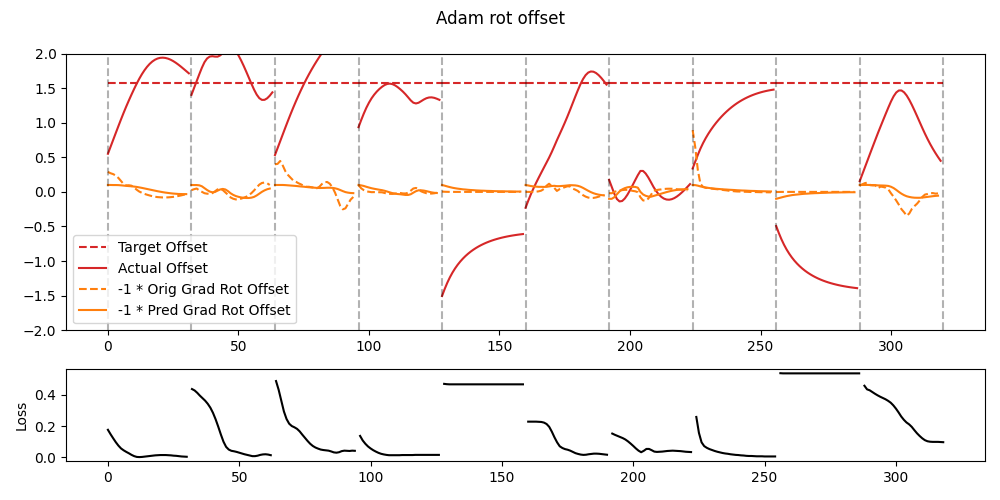 Adam rot offset
2.0
1.5
1.0
0.5
0.0
−0.5
−1.0
−1.5
−2.0
Target Offset
Actual Offset
-1 * Orig Grad Rot Offset
-1 * Pred Grad Rot Offset
0 50 100 150 200 250 300
Loss
0.4
0.2
0.0
0 50 100 150 200 250 300